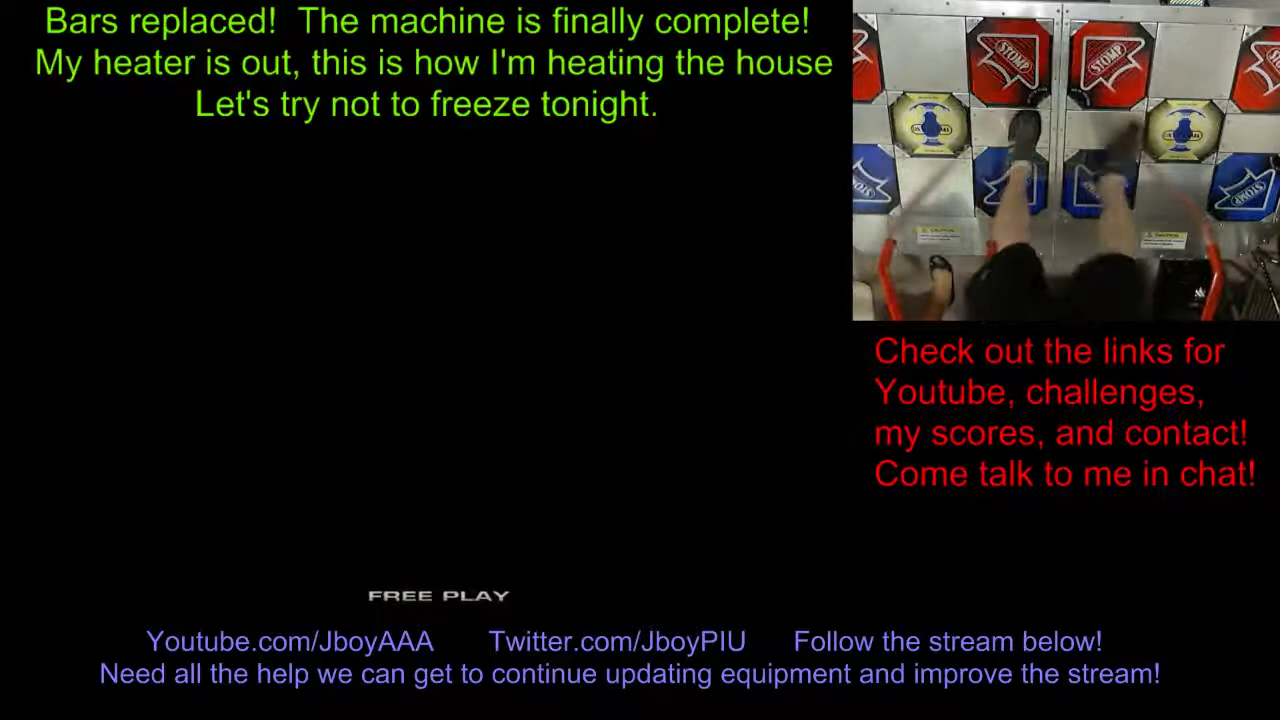 Bars replaced!  The machine is finally complete!
My heater is out, this is how I'm heating the house
Let's try not to freeze tonight.
STOMP
STOMP
STOMP
CAUTION
CAUTION
Check out the links for
Youtube, challenges,
my scores, and contact!
Come talk to me in chat!
FREE PLAY
Youtube.com/JboyAAA
Twitter.com/JboyPIU
Follow the stream below!
Need all the help we can get to continue updating equipment and improve the stream!